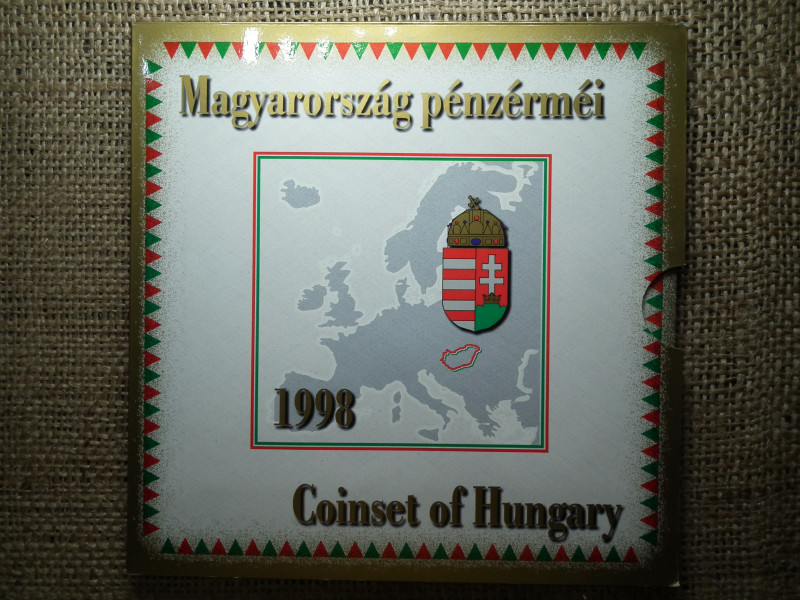 Magyarország pénzérméi
1998
Coinset of Hungary